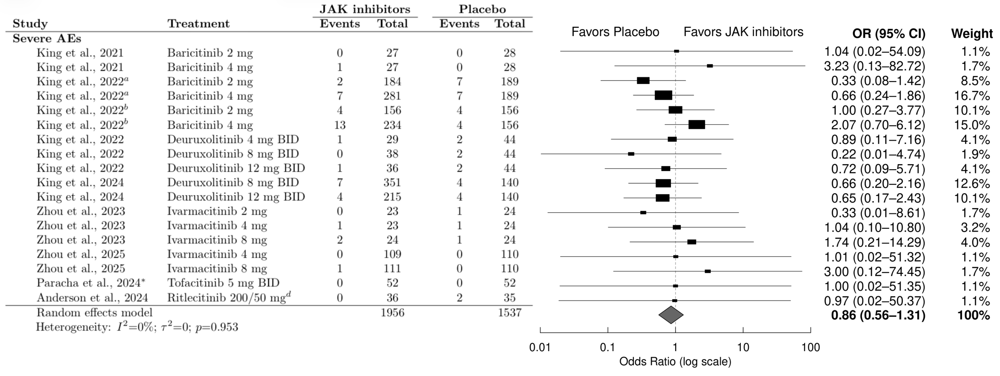 JAK inhibitors Placebo
Study Treatment Events Total Events Total Favors Placebo Favors JAK inhibitors OR (95% CI) Weight
Severe AEs
King et al., 2021 Baricitinib 2 mg 0 27 0 28 1.04 (0.02–54.09) 1.1%
King et al., 2021 Baricitinib 4 mg 1 27 0 28 3.23 (0.13–82.72) 1.7%
King et al., 2022a Baricitinib 2 mg 2 184 7 189 0.33 (0.08–1.42) 8.5%
King et al., 2022a Baricitinib 4 mg 7 281 7 189 0.66 (0.24–1.86) 16.7%
King et al., 2022b Baricitinib 2 mg 4 156 4 156 1.00 (0.27–3.77) 10.1%
King et al., 2022b Baricitinib 4 mg 13 234 4 156 2.07 (0.70–6.12) 15.0%
King et al., 2022 Deuruxolitinib 4 mg BID 1 29 2 44 0.89 (0.11–7.16) 4.1%
King et al., 2022 Deuruxolitinib 8 mg BID 0 38 2 44 0.22 (0.01–4.74) 1.9%
King et al., 2022 Deuruxolitinib 12 mg BID 1 36 2 44 0.72 (0.09–5.71) 4.1%
King et al., 2024 Deuruxolitinib 8 mg BID 7 351 4 140 0.66 (0.20–2.16) 12.6%
King et al., 2024 Deuruxolitinib 12 mg BID 4 215 4 140 0.65 (0.17–2.43) 10.1%
Zhou et al., 2023 Ivarmacitinib 2 mg 0 23 1 24 0.33 (0.01–8.61) 1.7%
Zhou et al., 2023 Ivarmacitinib 4 mg 1 23 1 24 1.04 (0.10–10.80) 3.2%
Zhou et al., 2023 Ivarmacitinib 8 mg 2 24 1 24 1.74 (0.21–14.29) 4.0%
Zhou et al., 2025 Ivarmacitinib 4 mg 0 109 0 110 1.01 (0.02–51.32) 1.1%
Zhou et al., 2025 Ivarmacitinib 8 mg 1 111 0 110 3.00 (0.12–74.45) 1.7%
Paracha et al., 2024* Tofacitinib 5 mg BID 0 52 0 52 1.00 (0.02–51.35) 1.1%
Anderson et al., 2024 Ritlecitinib 200/50 mgd 0 36 2 35 0.97 (0.02–50.37) 1.1%
Random effects model 1956 1537 0.86 (0.56–1.31) 100%
Heterogeneity: I2=0%; τ2=0; p=0.953
0.01 0.1 1 10 100
Odds Ratio (log scale)